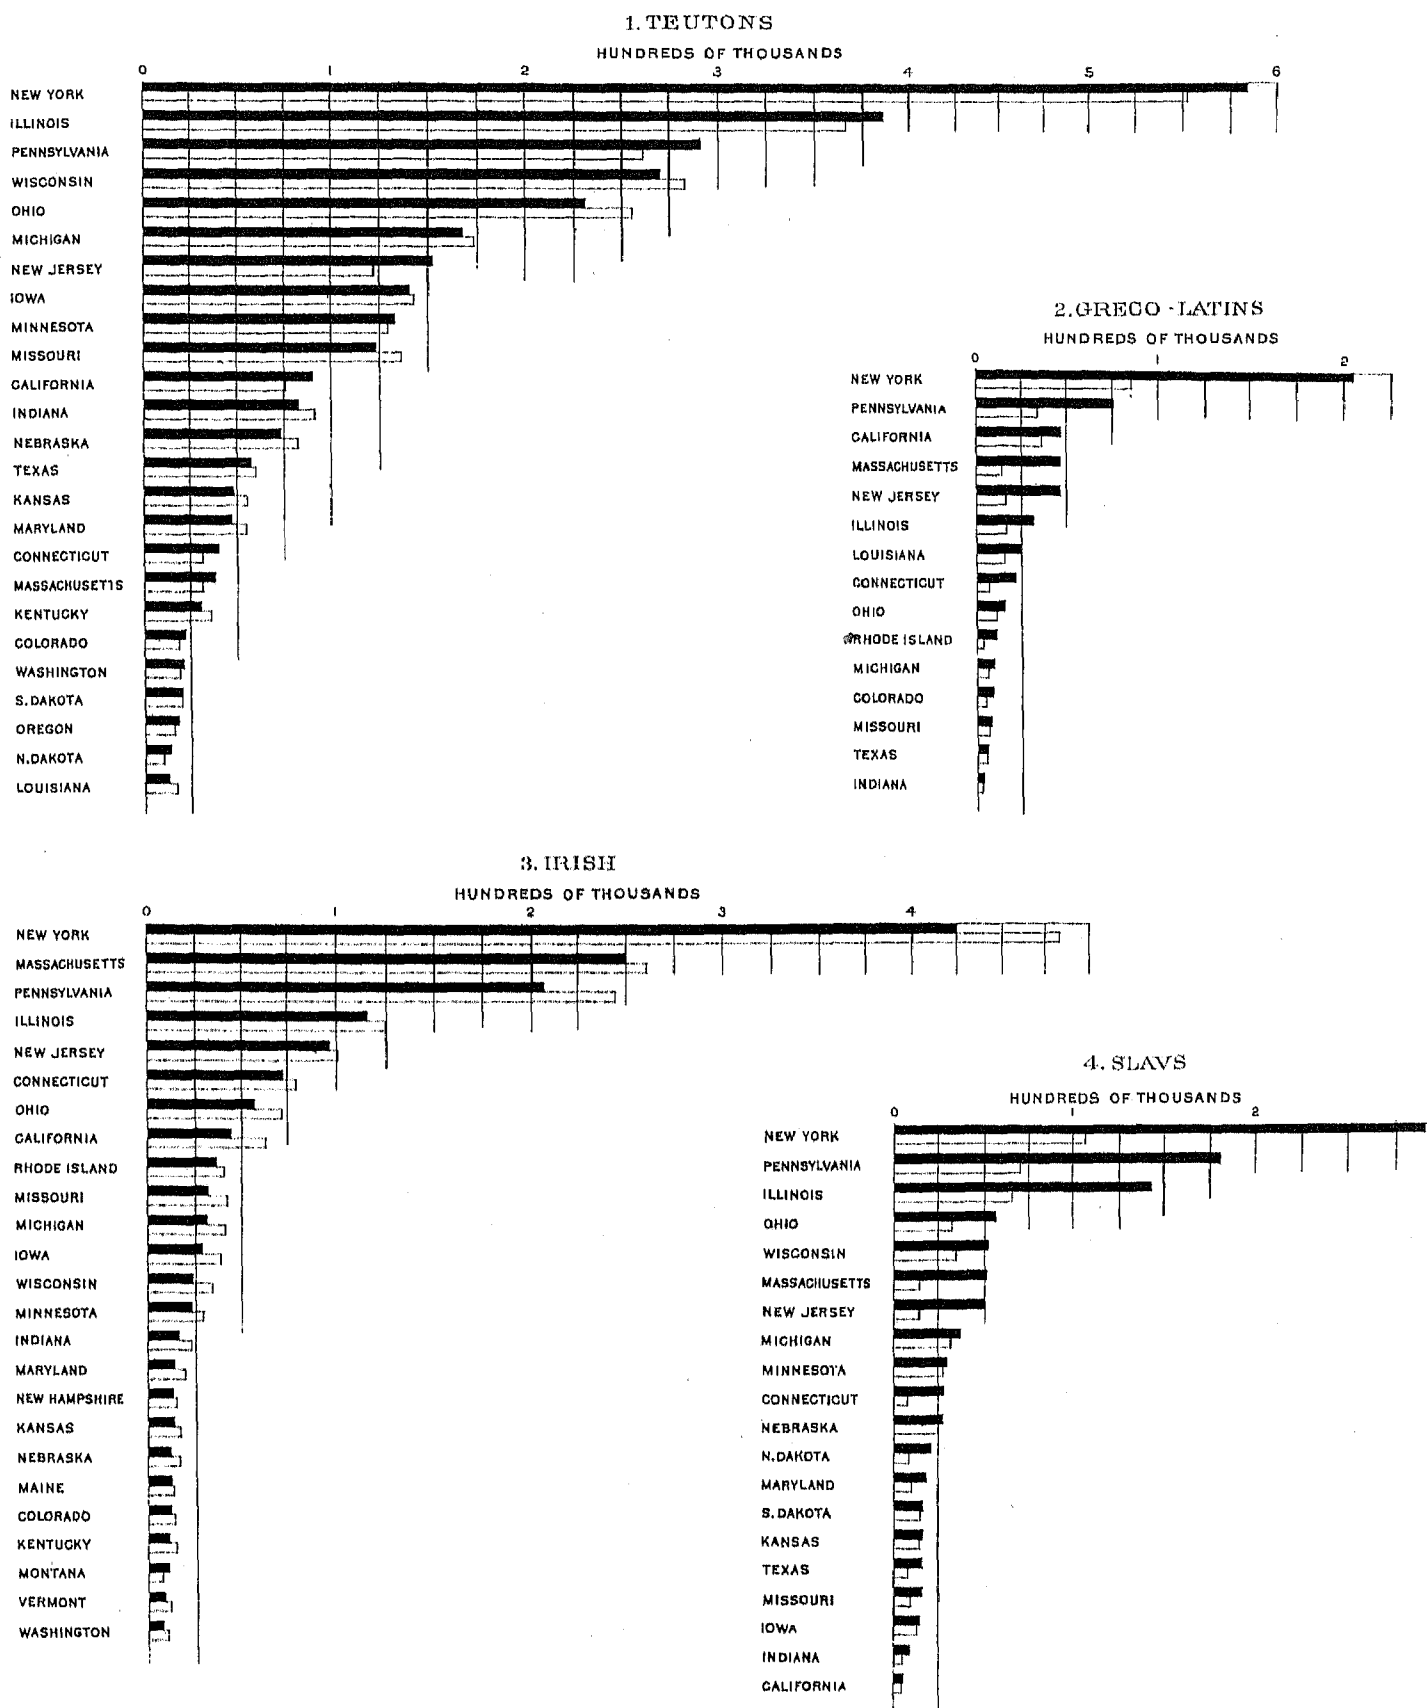 1. TEUTONS
HUNDREDS OF THOUSANDS
0 1 2 3 4 5 6
NEW YORK
ILLINOIS
PENNSYLVANIA
WISCONSIN
OHIO
MICHIGAN
NEW JERSEY
IOWA
MINNESOTA
MISSOURI
CALIFORNIA
INDIANA
NEBRASKA
TEXAS
KANSAS
MARYLAND
CONNECTICUT
MASSACHUSETTS
KENTUCKY
COLORADO
WASHINGTON
S. DAKOTA
OREGON
N. DAKOTA
LOUISIANA
2. GRECO-LATINS
HUNDREDS OF THOUSANDS
0 1 2
NEW YORK
PENNSYLVANIA
CALIFORNIA
MASSACHUSETTS
NEW JERSEY
ILLINOIS
LOUISIANA
CONNECTICUT
OHIO
RHODE ISLAND
MICHIGAN
COLORADO
MISSOURI
TEXAS
INDIANA
3. IRISH
HUNDREDS OF THOUSANDS
0 1 2 3 4
NEW YORK
MASSACHUSETTS
PENNSYLVANIA
ILLINOIS
NEW JERSEY
CONNECTICUT
OHIO
CALIFORNIA
RHODE ISLAND
MISSOURI
MICHIGAN
IOWA
WISCONSIN
MINNESOTA
INDIANA
MARYLAND
NEW HAMPSHIRE
KANSAS
NEBRASKA
MAINE
COLORADO
KENTUCKY
MONTANA
VERMONT
WASHINGTON
4. SLAVS
HUNDREDS OF THOUSANDS
0 1 2
NEW YORK
PENNSYLVANIA
ILLINOIS
OHIO
WISCONSIN
MASSACHUSETTS
NEW JERSEY
MICHIGAN
MINNESOTA
CONNECTICUT
NEBRASKA
N. DAKOTA
MARYLAND
S. DAKOTA
KANSAS
TEXAS
MISSOURI
IOWA
INDIANA
CALIFORNIA